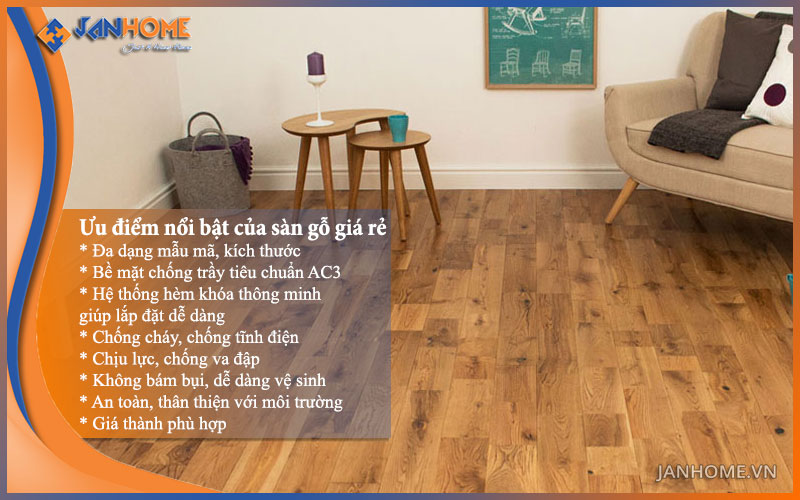 JANHOME
Ưu điểm nổi bật của sàn gỗ giá rẻ
* Đa dạng mẫu mã, kích thước
* Bề mặt chống trầy tiêu chuẩn AC3
* Hệ thống hèm khóa thông minh
giúp lắp đặt dễ dàng
* Chống cháy, chống tĩnh điện
* Chịu lực, chống va đập
* Không bám bụi, dễ dàng vệ sinh
* An toàn, thân thiện với môi trường
* Giá thành phù hợp
JANHOME.VN